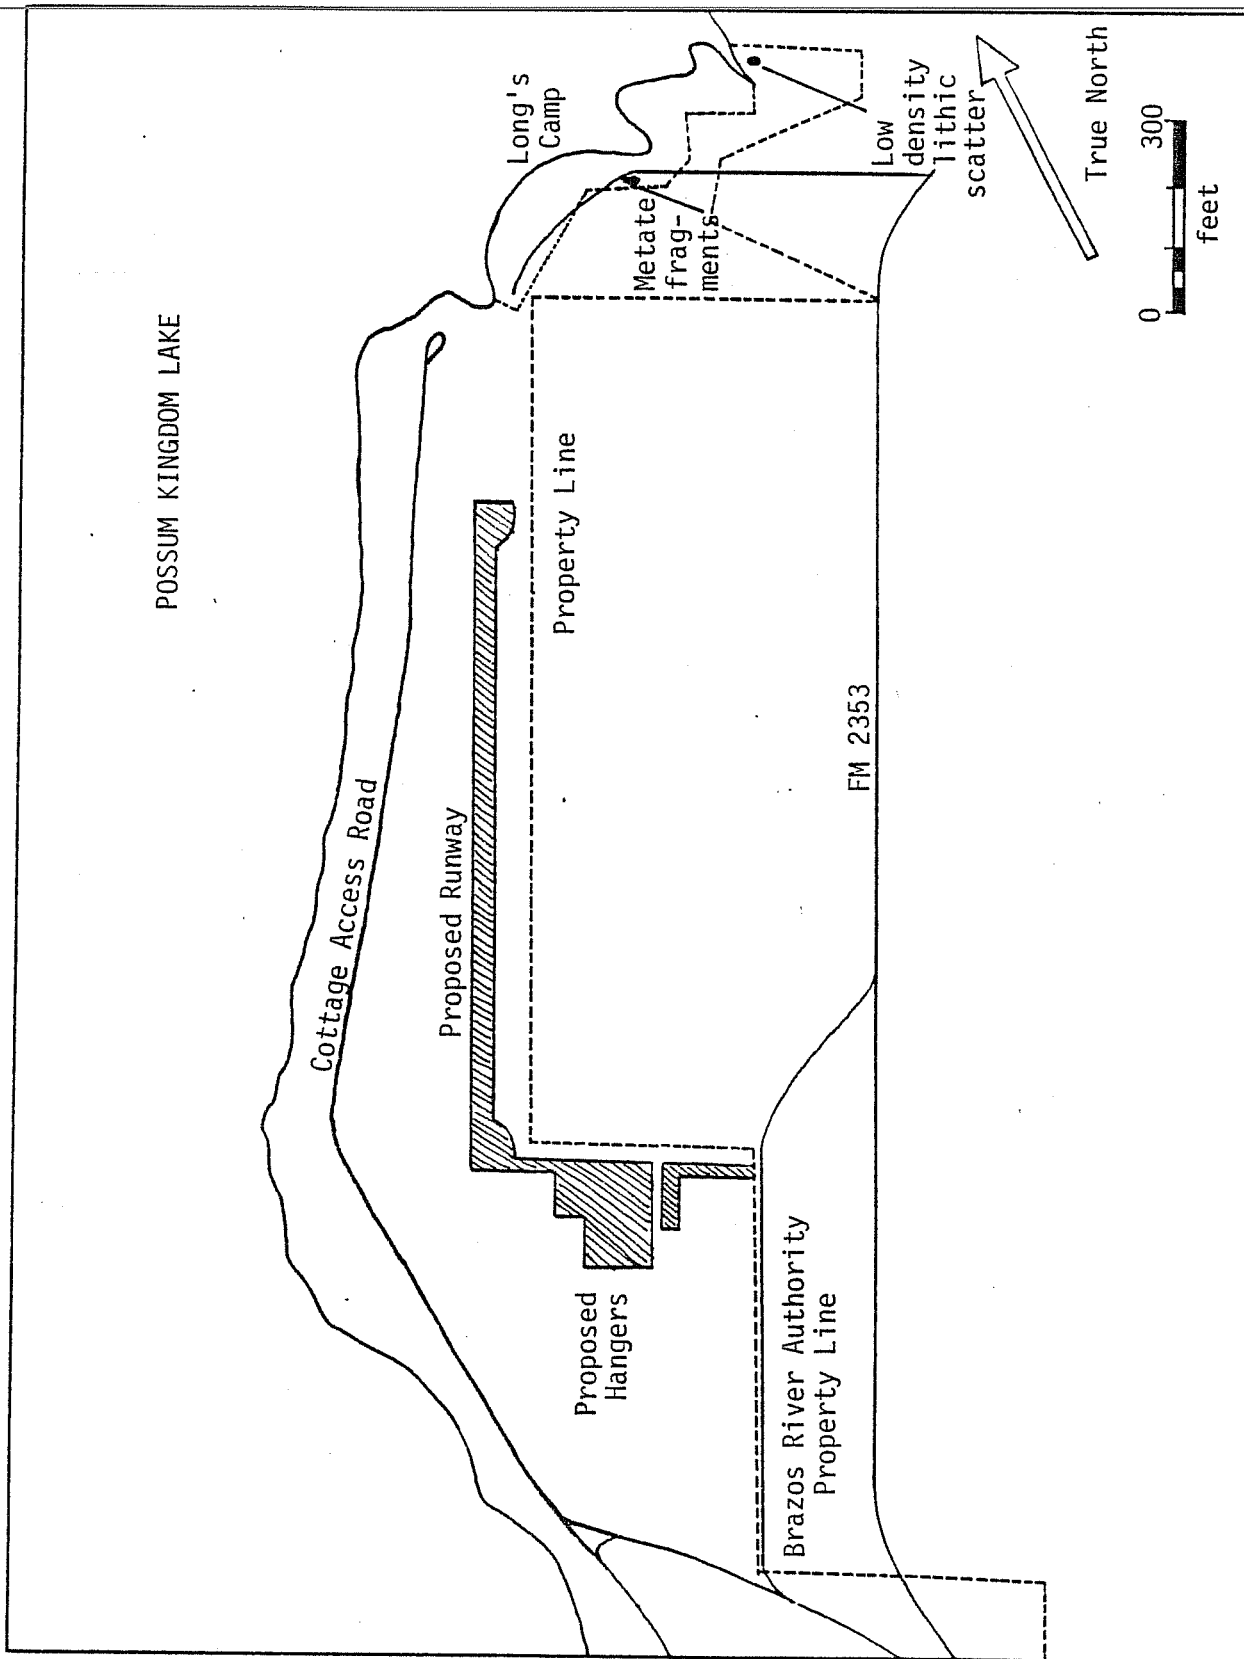 POSSUM KINGDOM LAKE
Cottage Access Road
Proposed Runway
Property Line
Proposed
Hangers
Brazos River Authority
Property Line
FM 2353
Long's
Camp
Metate
frag-
ments
Low
density
lithic
scatter
True North
0 300
feet